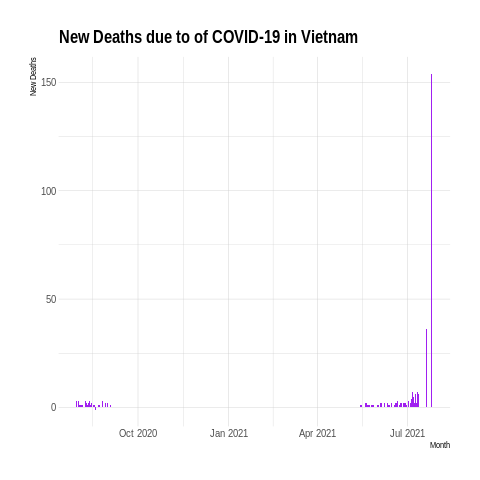 New Deaths due to of COVID-19 in Vietnam
New Deaths
150
100
50
0
Oct 2020 Jan 2021 Apr 2021 Jul 2021
Month